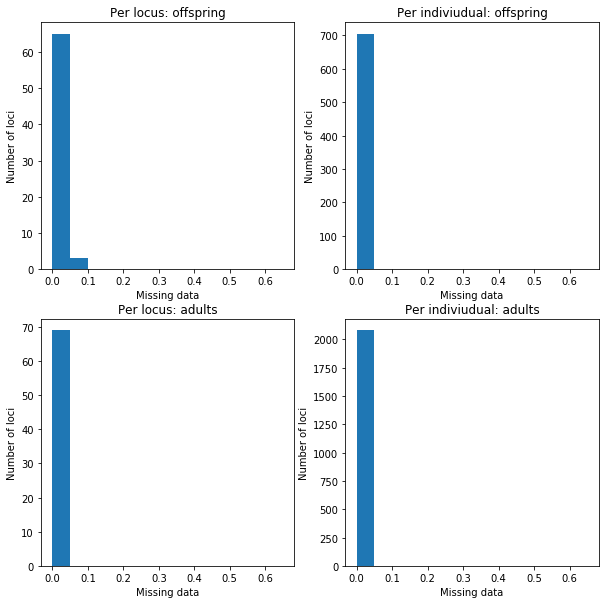 Per locus: offspring
Number of loci
60
50
40
30
20
10
0
0.0 0.1 0.2 0.3 0.4 0.5 0.6
Missing data
Per indiviudual: offspring
Number of loci
700
600
500
400
300
200
100
0
0.0 0.1 0.2 0.3 0.4 0.5 0.6
Missing data
Per locus: adults
Number of loci
70
60
50
40
30
20
10
0
0.0 0.1 0.2 0.3 0.4 0.5 0.6
Missing data
Per indiviudual: adults
Number of loci
2000
1750
1500
1250
1000
750
500
250
0
0.0 0.1 0.2 0.3 0.4 0.5 0.6
Missing data